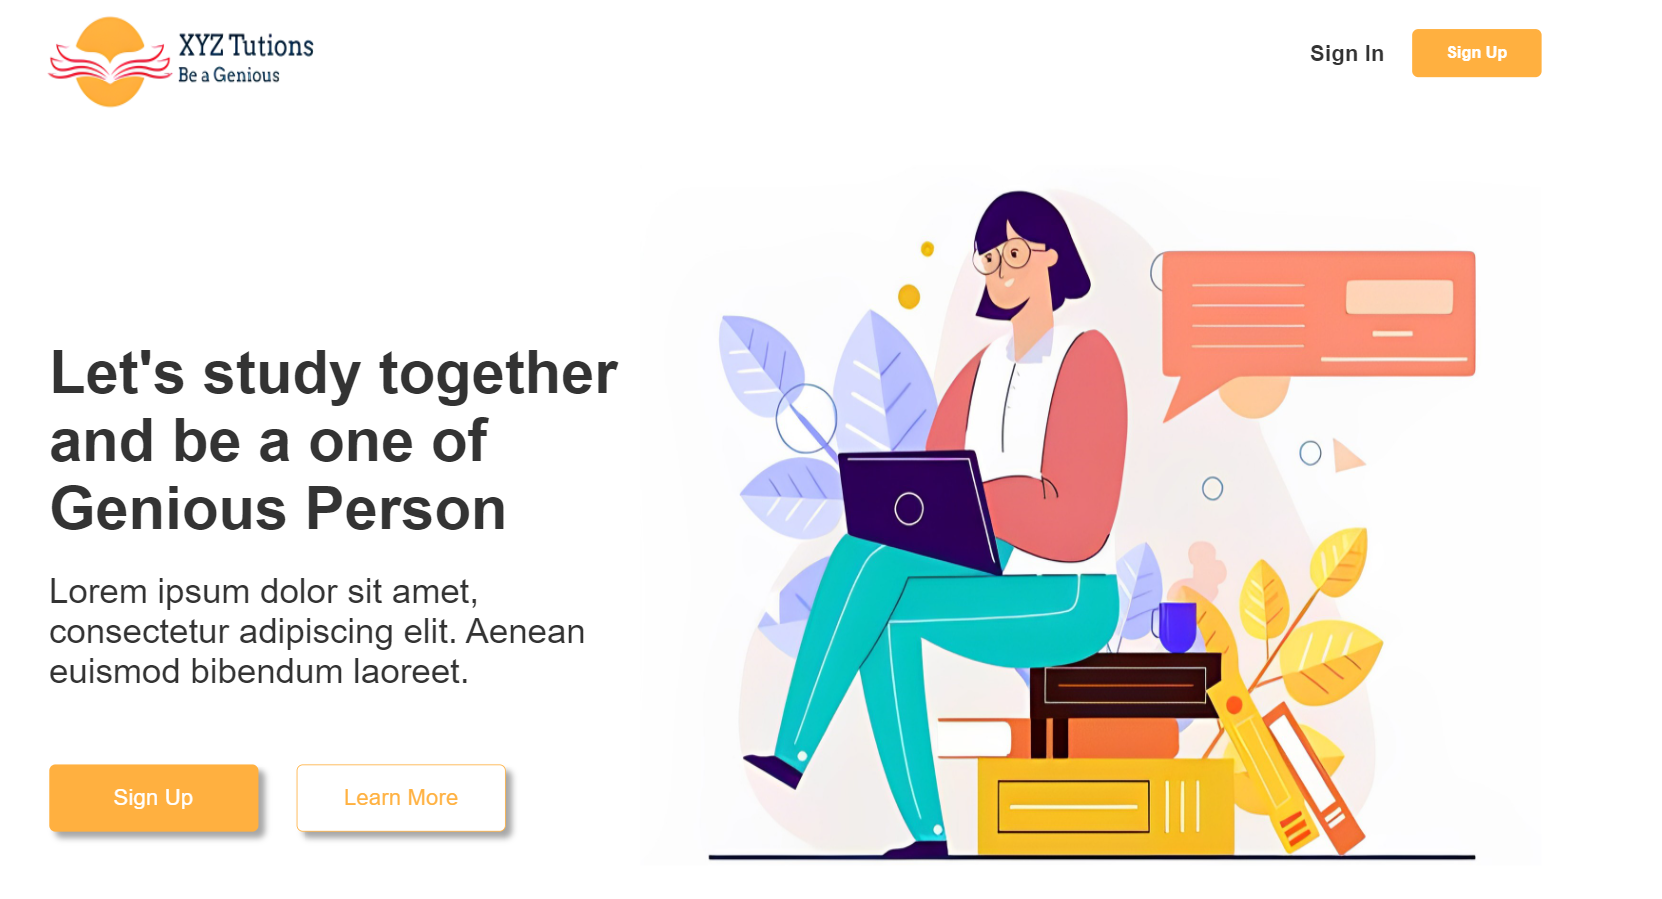 XYZ Tutions
Be a Genious
Sign In
Sign Up
Let's study together
and be a one of
Genious Person
Lorem ipsum dolor sit amet,
consectetur adipiscing elit. Aenean
euismod bibendum laoreet.
Sign Up
Learn More